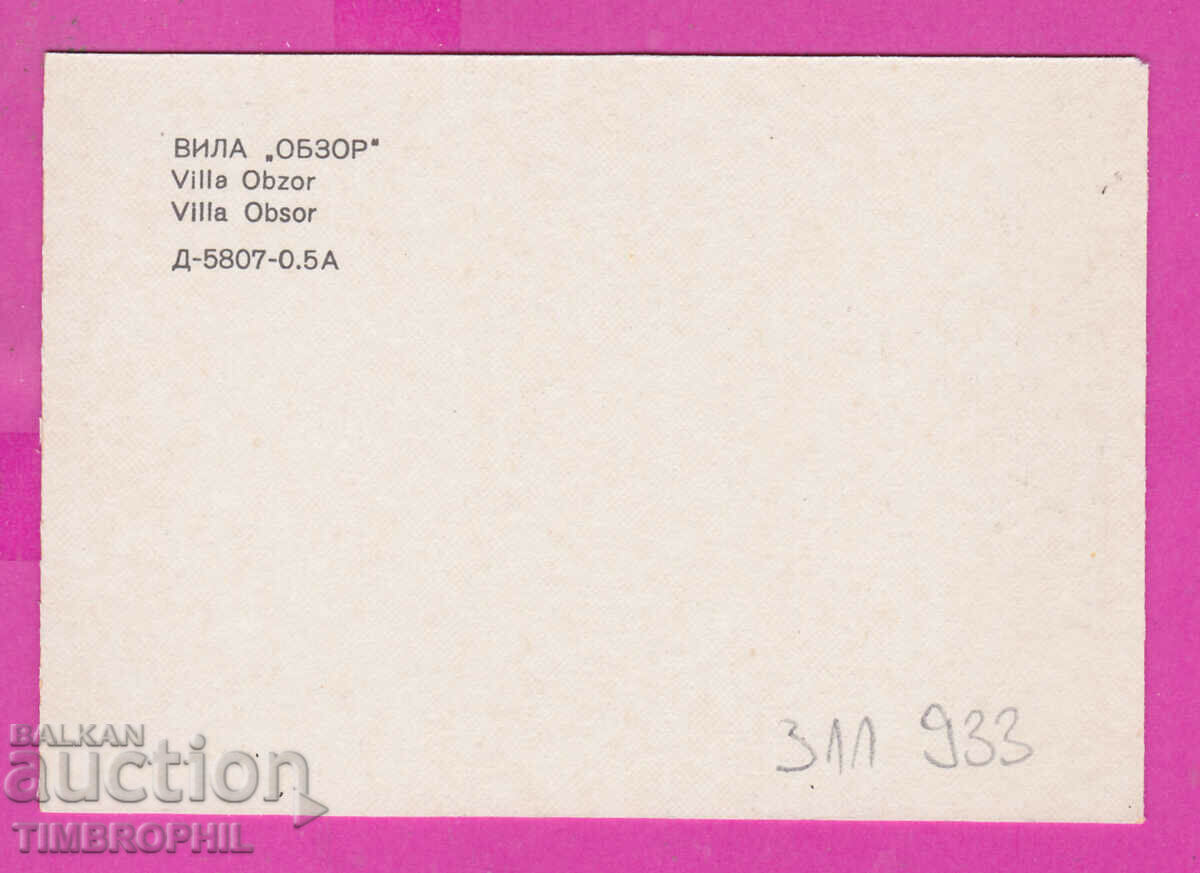 ВИЛА „ОБЗОР"
Villa Obzor
Villa Obsor
Д-5807-0.5А
311 933
BALKAN
auction
TIMBROPHIL